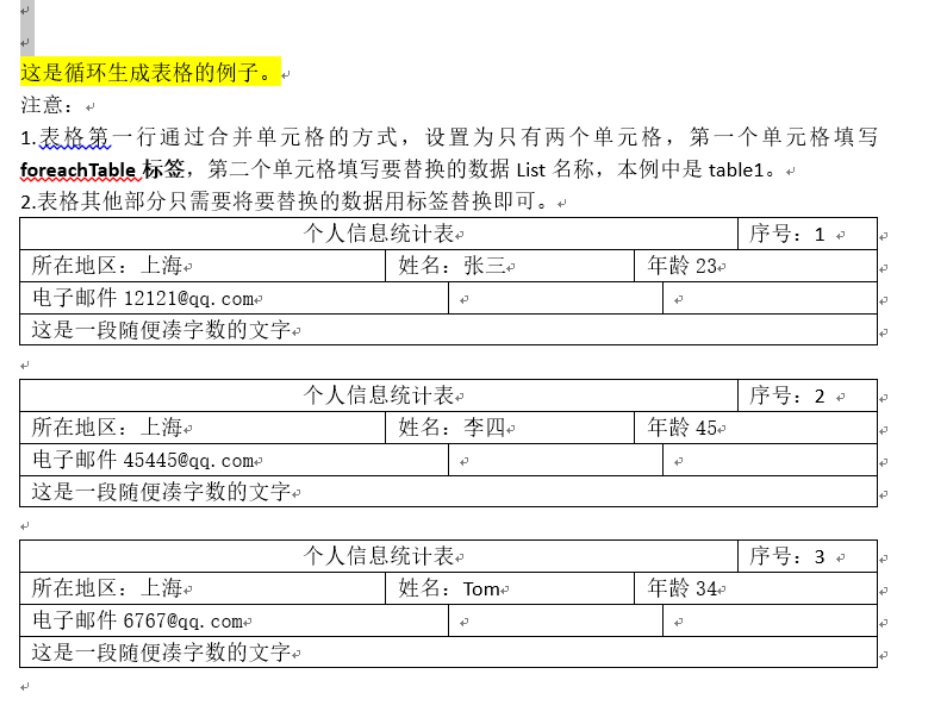 这是循环生成表格的例子。
注意：
1.表格第一行通过合并单元格的方式，设置为只有两个单元格，第一个单元格填写
foreachTable 标签，第二个单元格填写要替换的数据 List 名称，本例中是 table1。
2.表格其他部分只需要将要替换的数据用标签替换即可。
个人信息统计表 序号：1
所在地区：上海 姓名：张三 年龄 23
电子邮件 12121@qq.com
这是一段随便凑字数的文字
个人信息统计表 序号：2
所在地区：上海 姓名：李四 年龄 45
电子邮件 45445@qq.com
这是一段随便凑字数的文字
个人信息统计表 序号：3
所在地区：上海 姓名：Tom 年龄 34
电子邮件 6767@qq.com
这是一段随便凑字数的文字